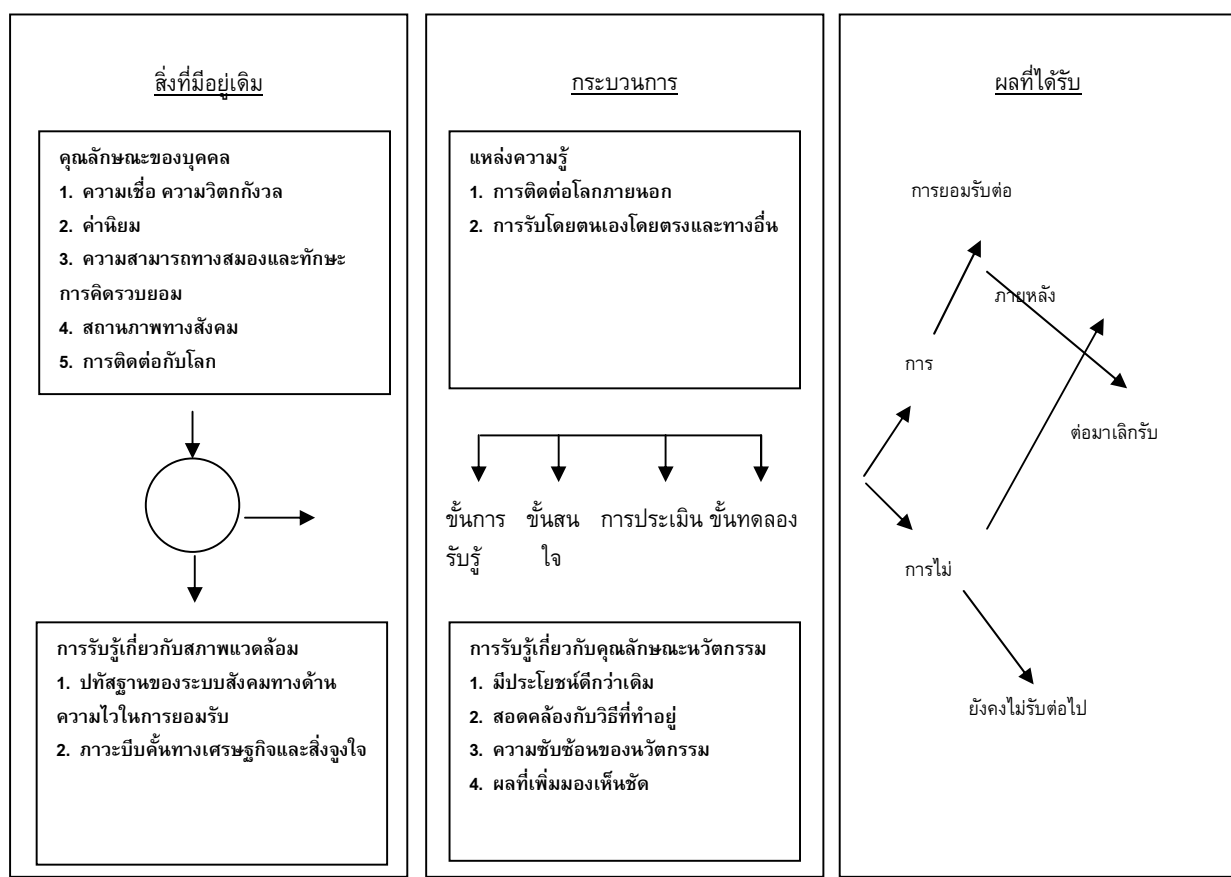 สิ่งที่มีอยู่เดิม
คุณลักษณะของบุคคล
1. ความเชื่อ ความวิตกกังวล
2. ค่านิยม
3. ความสามารถทางสมองและทักษะ
การคิดรวบยอม
4. สถานภาพทางสังคม
5. การติดต่อกับโลก
การรับรู้เกี่ยวกับสภาพแวดล้อม
1. ปทัสฐานของระบบสังคมทางด้าน
ความไวในการยอมรับ
2. ภาวะบีบคั้นทางเศรษฐกิจและสิ่งจูงใจ
กระบวนการ
แหล่งความรู้
1. การติดต่อโลกภายนอก
2. การรับโดยตนเองโดยตรงและทางอื่น
ขั้นการ ขั้นสน การประเมิน ขั้นทดลอง
รับรู้ ใจ
การรับรู้เกี่ยวกับคุณลักษณะนวัตกรรม
1. มีประโยชน์ดีกว่าเดิม
2. สอดคล้องกับวิธีที่ทำอยู่
3. ความซับซ้อนของนวัตกรรม
4. ผลที่เพิ่มมองเห็นชัด
ผลที่ได้รับ
การยอมรับต่อ
ภายหลัง
การ
ต่อมาเลิกรับ
การไม่
ยังคงไม่รับต่อไป